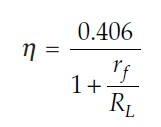 η = 0.406 / (1 + r_f / R_L)